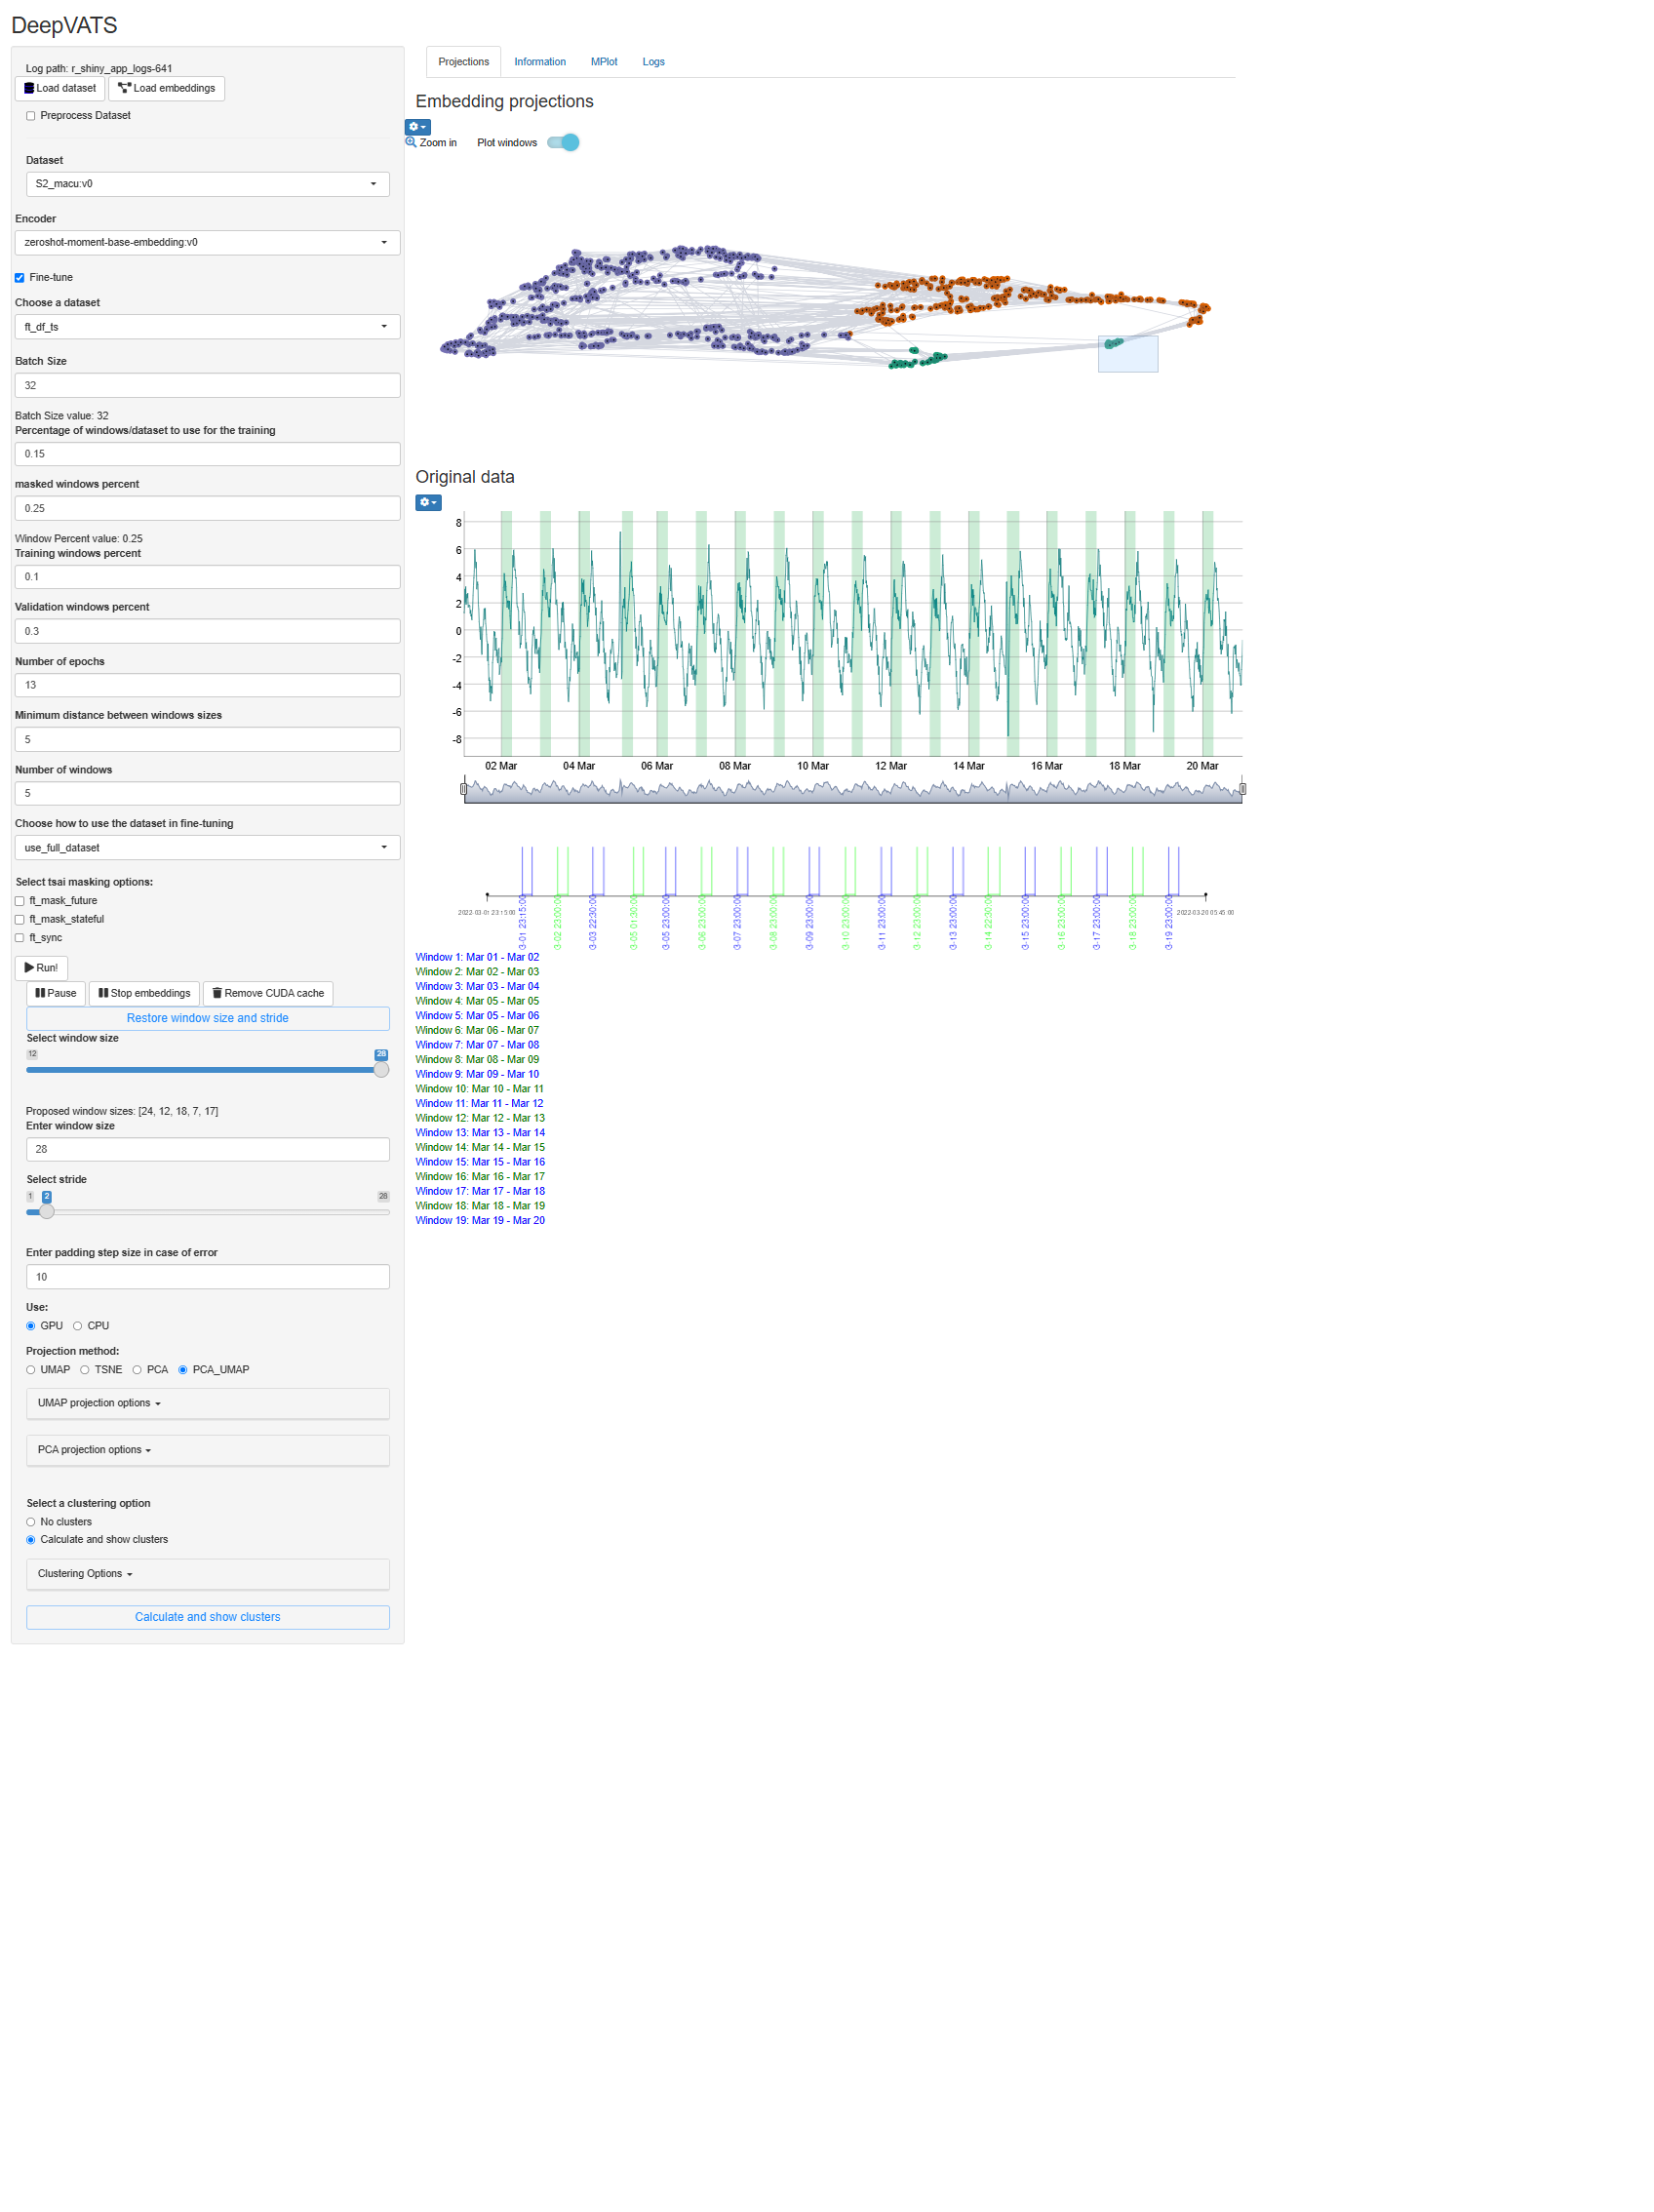 DeepVATS
Log path: r_shiny_app_logs-641
Load dataset
Load embeddings
Preprocess Dataset
Dataset
S2_macu:v0
Encoder
zeroshot-moment-base-embedding:v0
Fine-tune
Choose a dataset
ft_df_ts
Batch Size
32
Batch Size value: 32
Percentage of windows/dataset to use for the training
0.15
masked windows percent
0.25
Window Percent value: 0.25
Training windows percent
0.1
Validation windows percent
0.3
Number of epochs
13
Minimum distance between windows sizes
5
Number of windows
5
Choose how to use the dataset in fine-tuning
use_full_dataset
Select tsai masking options:
ft_mask_future
ft_mask_stateful
ft_sync
Run!
Pause
Stop embeddings
Remove CUDA cache
Restore window size and stride
Select window size
12
28
Proposed window sizes: [24, 12, 18, 7, 17]
Enter window size
28
Select stride
1
2
28
Enter padding step size in case of error
10
Use:
GPU
CPU
Projection method:
UMAP
TSNE
PCA
PCA_UMAP
UMAP projection options
PCA projection options
Select a clustering option
No clusters
Calculate and show clusters
Clustering Options
Calculate and show clusters
Projections
Information
MPlot
Logs
Embedding projections
Zoom in
Plot windows
Original data
8
6
4
2
0
-2
-4
-6
-8
02 Mar
04 Mar
06 Mar
08 Mar
10 Mar
12 Mar
14 Mar
16 Mar
18 Mar
20 Mar
2022-03-01 23:15:00
3-01 23:15:00
3-02 23:00:00
3-03 22:30:00
3-05 01:30:00
3-05 23:00:00
3-06 23:00:00
3-07 23:00:00
3-08 23:00:00
3-09 23:00:00
3-10 23:00:00
3-11 23:00:00
3-12 23:00:00
3-13 23:00:00
3-14 22:30:00
3-15 23:00:00
3-16 23:00:00
3-17 23:00:00
3-18 23:00:00
3-19 23:00:00
2022-03-20 05:45:00
Window 1: Mar 01 - Mar 02
Window 2: Mar 02 - Mar 03
Window 3: Mar 03 - Mar 04
Window 4: Mar 05 - Mar 05
Window 5: Mar 05 - Mar 06
Window 6: Mar 06 - Mar 07
Window 7: Mar 07 - Mar 08
Window 8: Mar 08 - Mar 09
Window 9: Mar 09 - Mar 10
Window 10: Mar 10 - Mar 11
Window 11: Mar 11 - Mar 12
Window 12: Mar 12 - Mar 13
Window 13: Mar 13 - Mar 14
Window 14: Mar 14 - Mar 15
Window 15: Mar 15 - Mar 16
Window 16: Mar 16 - Mar 17
Window 17: Mar 17 - Mar 18
Window 18: Mar 18 - Mar 19
Window 19: Mar 19 - Mar 20